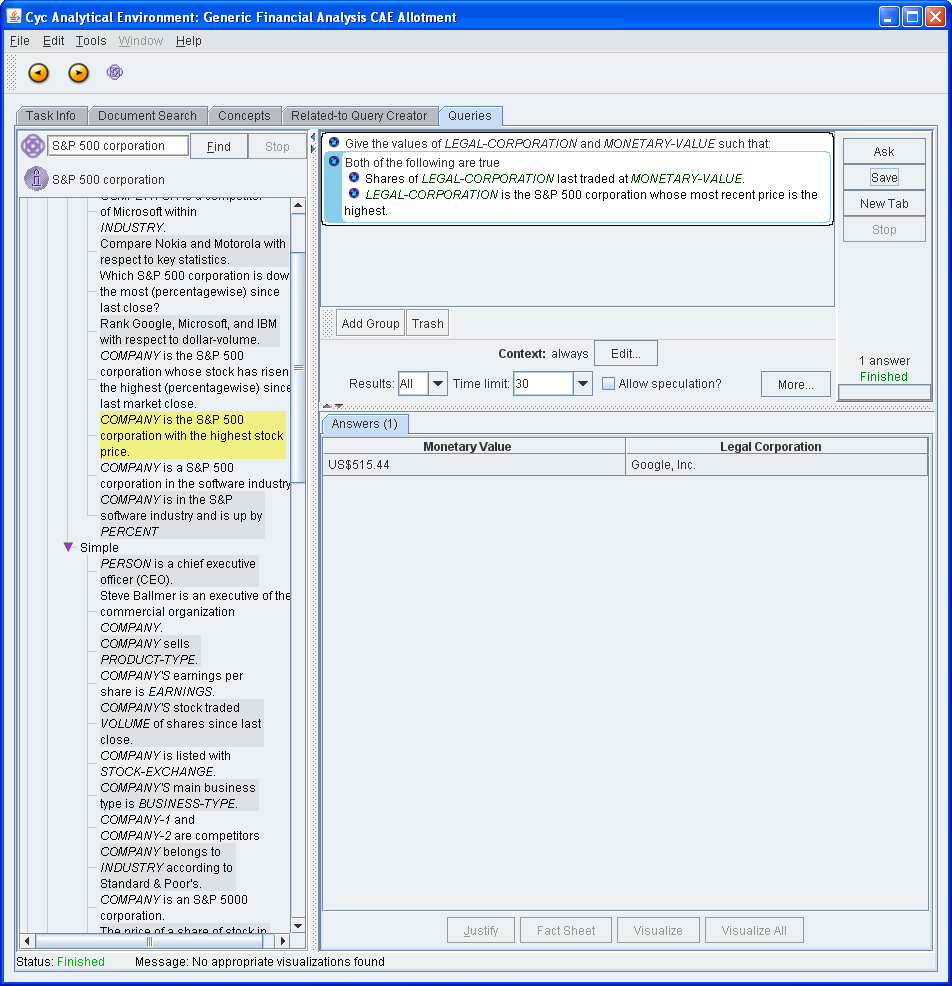 Cyc Analytical Environment: Generic Financial Analysis CAE Allotment
File Edit Tools Window Help
Task Info Document Search Concepts Related-to Query Creator Queries
S&P 500 corporation Find Stop
S&P 500 corporation
of Microsoft within
INDUSTRY.
Compare Nokia and Motorola with
respect to key statistics.
Which S&P 500 corporation is dow
the most (percentagewise) since
last close?
Rank Google, Microsoft, and IBM
with respect to dollar-volume.
COMPANY is the S&P 500
corporation whose stock has risen
the highest (percentagewise) since
last market close.
COMPANY is the S&P 500
corporation with the highest stock
price.
COMPANY is a S&P 500
corporation in the software industry
COMPANY is in the S&P
software industry and is up by
PERCENT
Simple
PERSON is a chief executive
officer (CEO).
Steve Ballmer is an executive of the
commercial organization
COMPANY.
COMPANY sells
PRODUCT-TYPE.
COMPANY'S earnings per
share is EARNINGS.
COMPANY'S stock traded
VOLUME of shares since last
close.
COMPANY is listed with
STOCK-EXCHANGE.
COMPANY'S main business
type is BUSINESS-TYPE.
COMPANY-1 and
COMPANY-2 are competitors
COMPANY belongs to
INDUSTRY according to
Standard & Poor's.
COMPANY is an S&P 5000
corporation.
The price of a share of stock in
Give the values of LEGAL-CORPORATION and MONETARY-VALUE such that:
Both of the following are true
Shares of LEGAL-CORPORATION last traded at MONETARY-VALUE.
LEGAL-CORPORATION is the S&P 500 corporation whose most recent price is the
highest.
Ask
Save
New Tab
Stop
Add Group Trash
Context: always Edit...
Results: All Time limit: 30 Allow speculation? More...
1 answer
Finished
Answers (1)
Monetary Value Legal Corporation
US$515.44 Google, Inc.
Justify Fact Sheet Visualize Visualize All
Status: Finished Message: No appropriate visualizations found